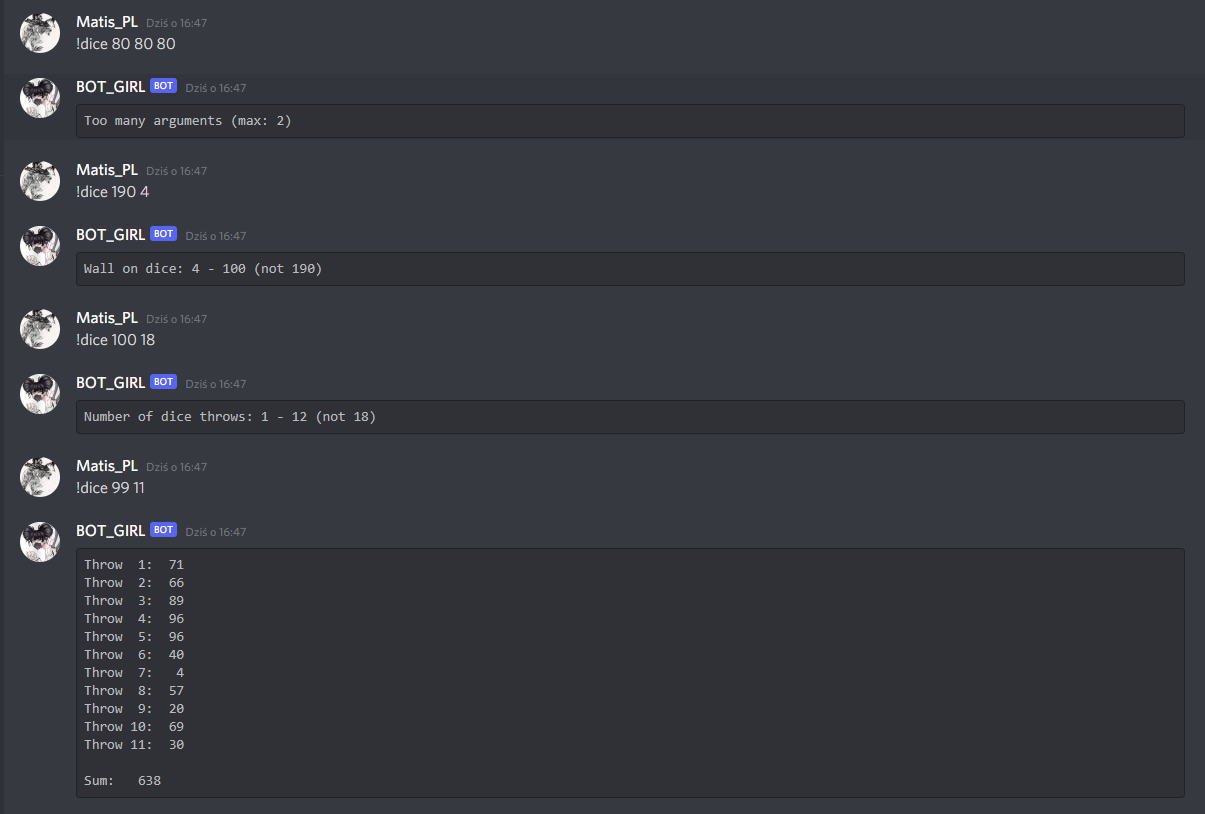 Matis_PL Dziś o 16:47
!dice 80 80 80
BOT_GIRL BOT Dziś o 16:47
Too many arguments (max: 2)
Matis_PL Dziś o 16:47
!dice 190 4
BOT_GIRL BOT Dziś o 16:47
Wall on dice: 4 - 100 (not 190)
Matis_PL Dziś o 16:47
!dice 100 18
BOT_GIRL BOT Dziś o 16:47
Number of dice throws: 1 - 12 (not 18)
Matis_PL Dziś o 16:47
!dice 99 11
BOT_GIRL BOT Dziś o 16:47
Throw  1:  71
Throw  2:  66
Throw  3:  89
Throw  4:  96
Throw  5:  96
Throw  6:  40
Throw  7:   4
Throw  8:  57
Throw  9:  20
Throw 10:  69
Throw 11:  30
Sum:   638